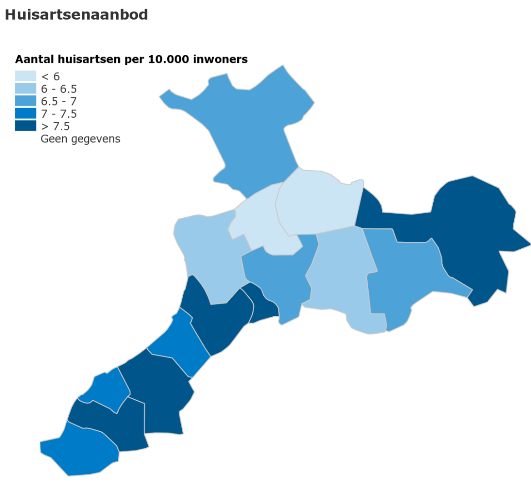 Huisartsenaanbod
Aantal huisartsen per 10.000 inwoners
< 6
6 - 6.5
6.5 - 7
7 - 7.5
> 7.5
Geen gegevens